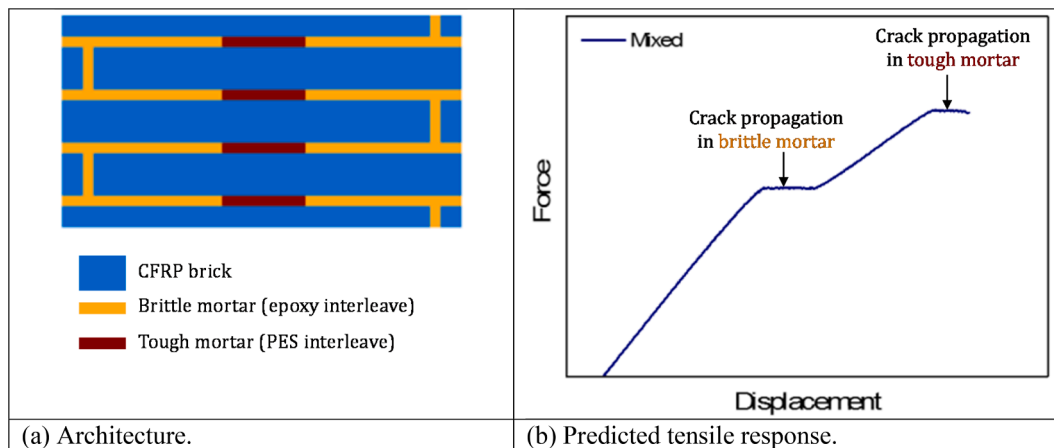 CFRP brick
Brittle mortar (epoxy interleave)
Tough mortar (PES interleave)
(a) Architecture.
Mixed
Crack propagation
in tough mortar
Crack propagation
in brittle mortar
Force
Displacement
(b) Predicted tensile response.